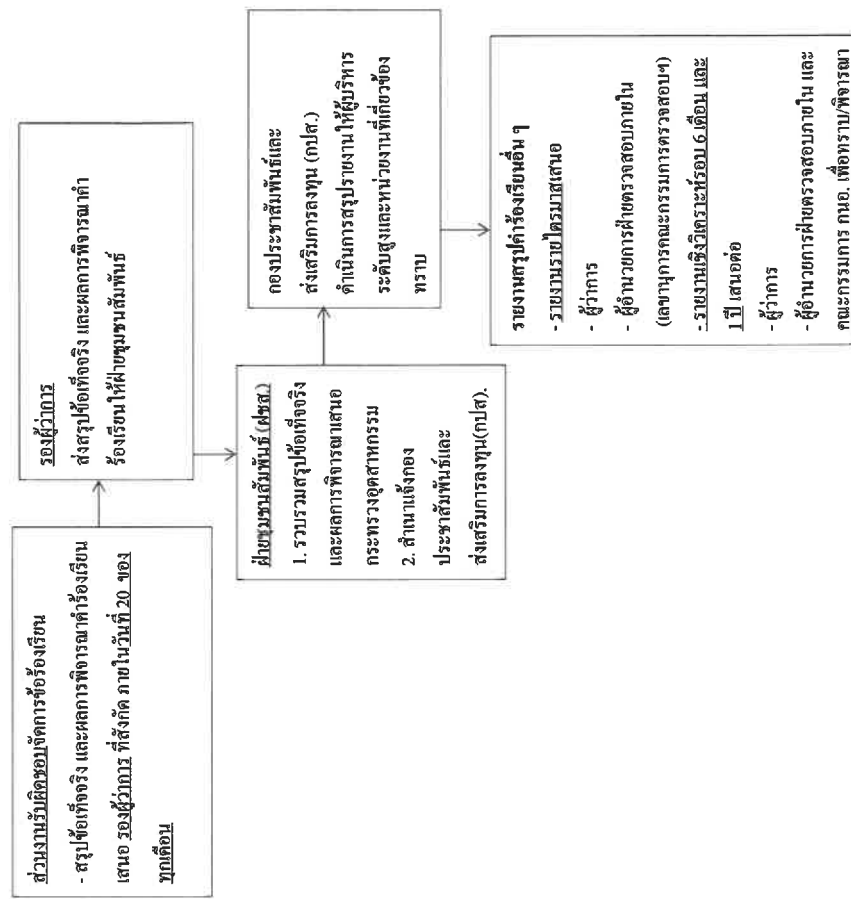 ส่วนงานรับผิดชอบจัดการข้อร้องเรียน
- สรุปข้อเท็จจริง และผลการพิจารณาคำร้องเรียน
เสนอ รองผู้ว่าการ ที่สังกัด ภายในวันที่ 20 ของ
ทุกเดือน
รองผู้ว่าการ
ส่งสรุปข้อเท็จจริง และผลการพิจารณาคำ
ร้องเรียนให้ฝ่ายชุมชนสัมพันธ์
ฝ่ายชุมชนสัมพันธ์ (ฝชส.)
1. รวบรวมสรุปข้อเท็จจริง
และผลการพิจารณาเสนอ
กระทรวงอุตสาหกรรม
2. สำเนาแจ้งกอง
ประชาสัมพันธ์และ
ส่งเสริมการลงทุน(กปส).
กองประชาสัมพันธ์และ
ส่งเสริมการลงทุน (กปส.)
ดำเนินการสรุปรายงานให้ผู้บริหาร
ระดับสูงและหน่วยงานที่เกี่ยวข้อง
ทราบ
รายงานสรุปคำร้องเรียนอื่น ๆ
- รายงานรายไตรมาสเสนอ
- ผู้ว่าการ
- ผู้อำนวยการฝ่ายตรวจสอบภายใน
(เลขานุการคณะกรรมการตรวจสอบฯ)
- รายงานเชิงวิเคราะห์รอบ 6 เดือน และ
1 ปี เสนอต่อ
- ผู้ว่าการ
- ผู้อำนวยการฝ่ายตรวจสอบภายใน และ
คณะกรรมการ กนอ. เพื่อทราบ/พิจารณา